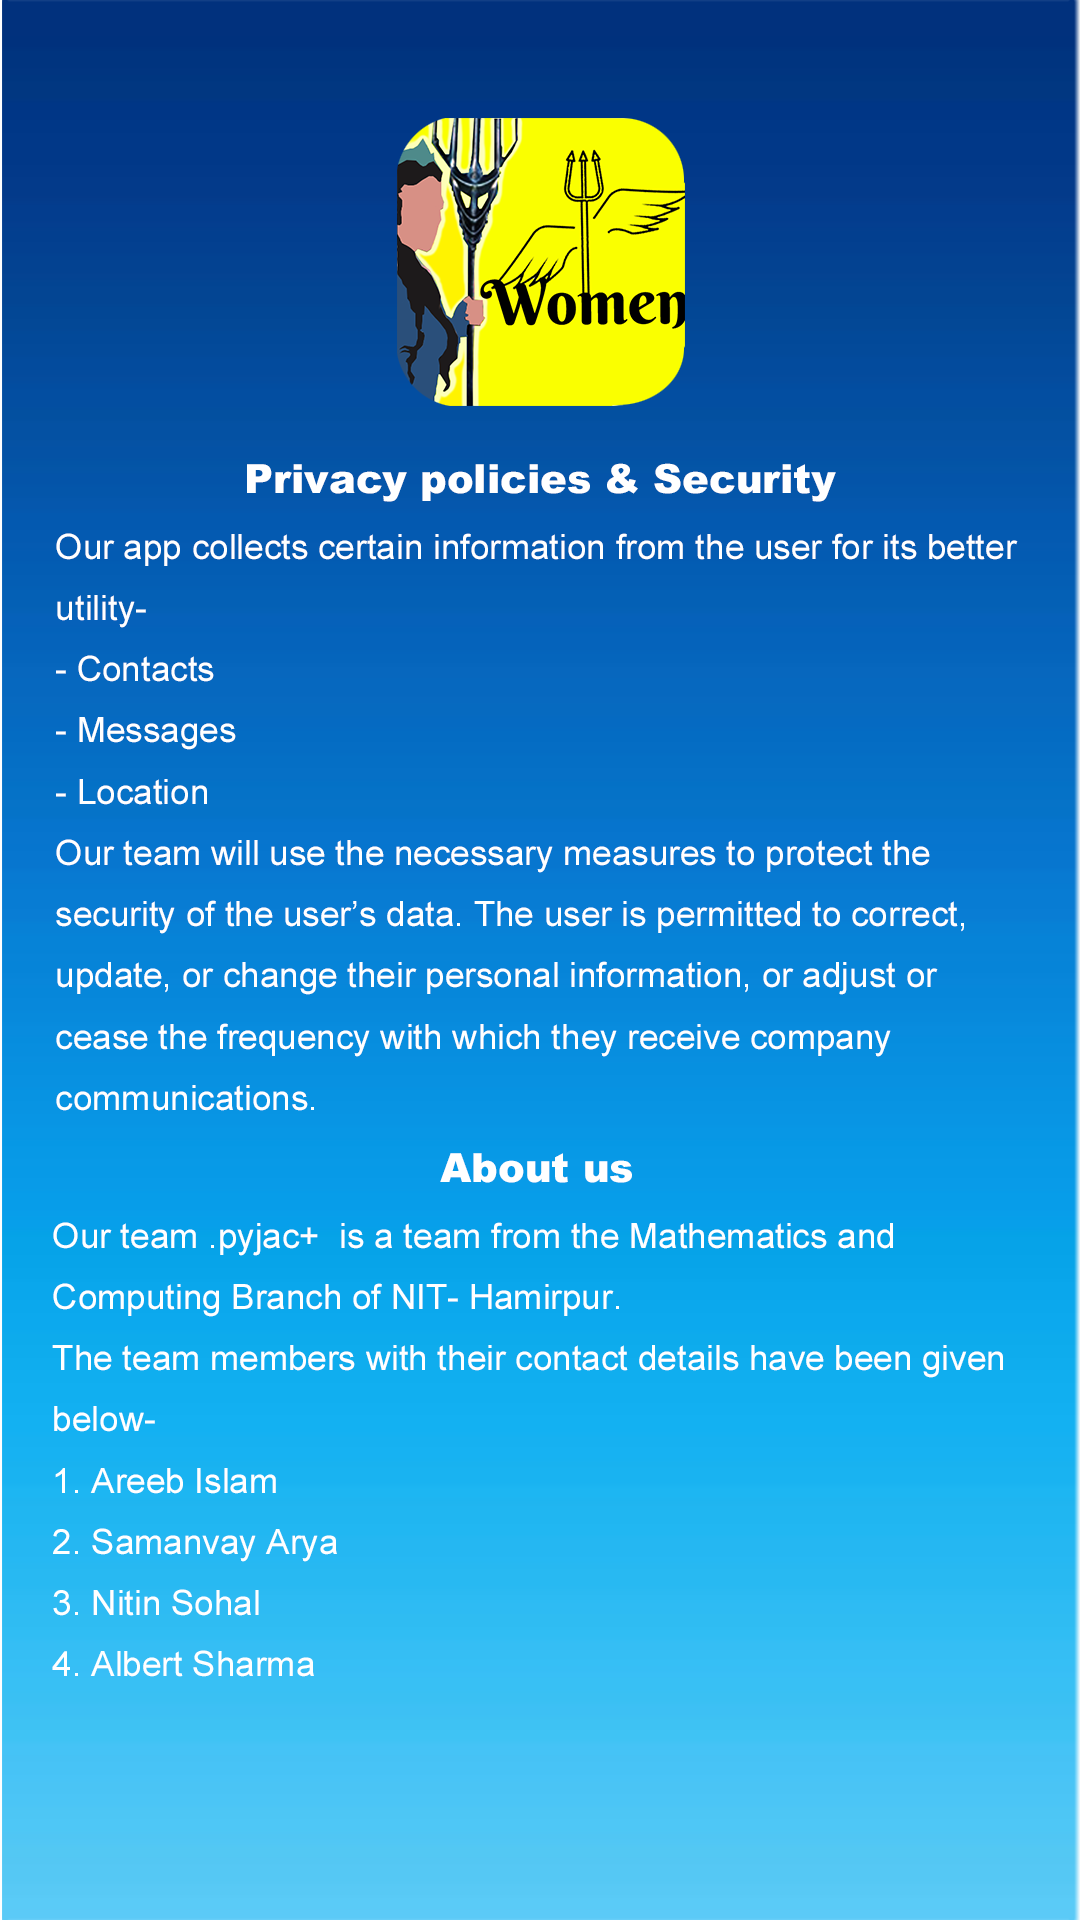 Women
Privacy policies & Security
Our app collects certain information from the user for its better
utility-
- Contacts
- Messages
- Location
Our team will use the necessary measures to protect the
security of the user’s data. The user is permitted to correct,
update, or change their personal information, or adjust or
cease the frequency with which they receive company
communications.
About us
Our team .pyjac+  is a team from the Mathematics and
Computing Branch of NIT- Hamirpur.
The team members with their contact details have been given
below-
1. Areeb Islam
2. Samanvay Arya
3. Nitin Sohal
4. Albert Sharma